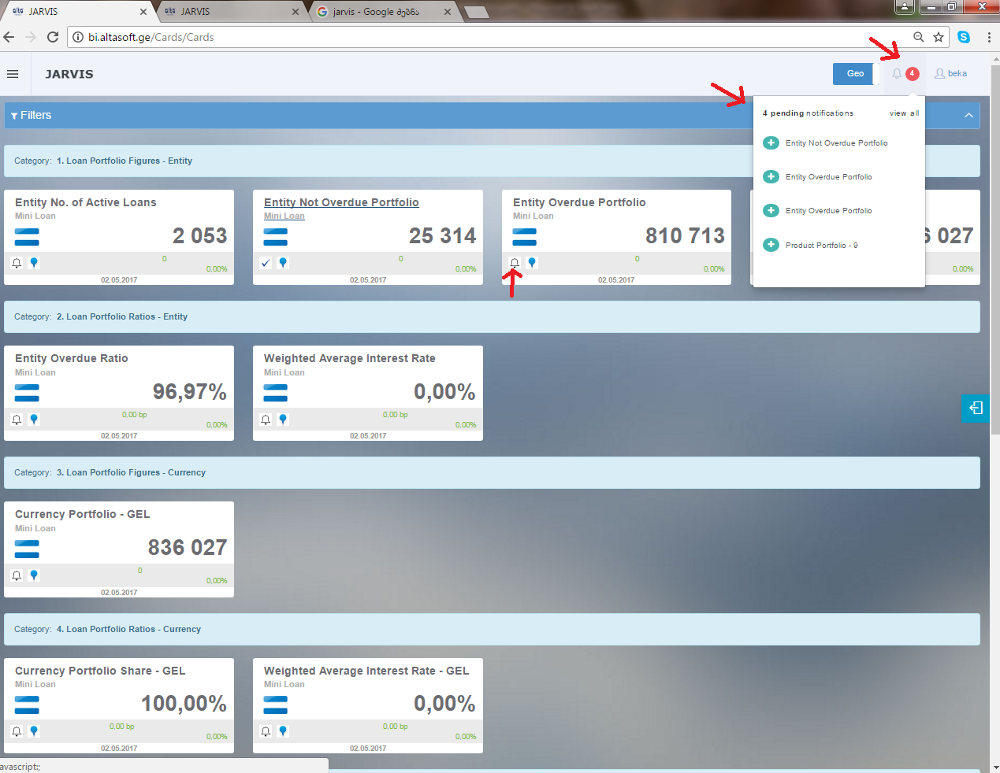 alta JARVIS
alta JARVIS
jarvis - Google ძებნა
bi.altasoft.ge/Cards/Cards
JARVIS
Geo
4
beka
Filters
4 pending notifications view all
Entity Not Overdue Portfolio
Entity Overdue Portfolio
Entity Overdue Portfolio
Product Portfolio - 9
Category: 1. Loan Portfolio Figures - Entity
Entity No. of Active Loans
Mini Loan
2 053
0
0,00%
02.05.2017
Entity Not Overdue Portfolio
Mini Loan
25 314
0
0,00%
02.05.2017
Entity Overdue Portfolio
Mini Loan
810 713
0
0,00%
02.05.2017
6 027
0,00%
Category: 2. Loan Portfolio Ratios - Entity
Entity Overdue Ratio
Mini Loan
96,97%
0,00 bp
0,00%
02.05.2017
Weighted Average Interest Rate
Mini Loan
0,00%
0,00 bp
0,00%
02.05.2017
Category: 3. Loan Portfolio Figures - Currency
Currency Portfolio - GEL
Mini Loan
836 027
0
0,00%
02.05.2017
Category: 4. Loan Portfolio Ratios - Currency
Currency Portfolio Share - GEL
Mini Loan
100,00%
0,00 bp
0,00%
02.05.2017
Weighted Average Interest Rate - GEL
Mini Loan
0,00%
0,00 bp
0,00%
02.05.2017
avascript:;